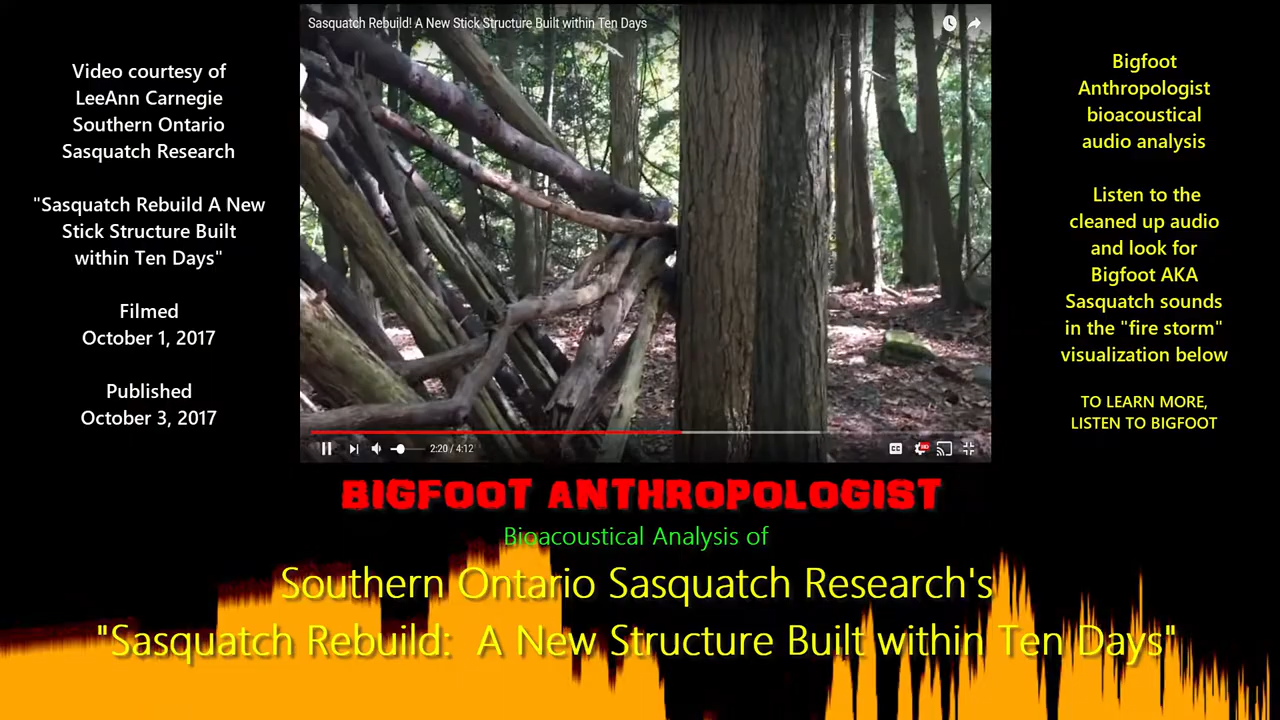 Video courtesy of
LeeAnn Carnegie
Southern Ontario
Sasquatch Research
"Sasquatch Rebuild A New
Stick Structure Built
within Ten Days"
Filmed
October 1, 2017
Published
October 3, 2017
Sasquatch Rebuild! A New Stick Structure Built within Ten Days
2:20 / 4:12
CC
HD
Bigfoot
Anthropologist
bioacoustical
audio analysis
Listen to the
cleaned up audio
and look for
Bigfoot AKA
Sasquatch sounds
in the "fire storm"
visualization below
TO LEARN MORE,
LISTEN TO BIGFOOT
BIGFOOT ANTHROPOLOGIST
Bioacoustical Analysis of
Southern Ontario Sasquatch Research's
"Sasquatch Rebuild:  A New Structure Built within Ten Days"